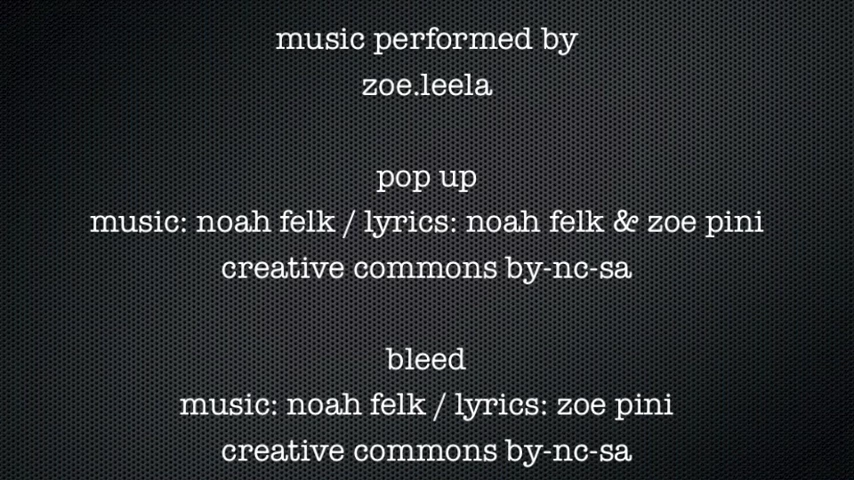 music performed by
zoe.leela
pop up
music: noah felk / lyrics: noah felk & zoe pini
creative commons by-nc-sa
bleed
music: noah felk / lyrics: zoe pini
creative commons by-nc-sa